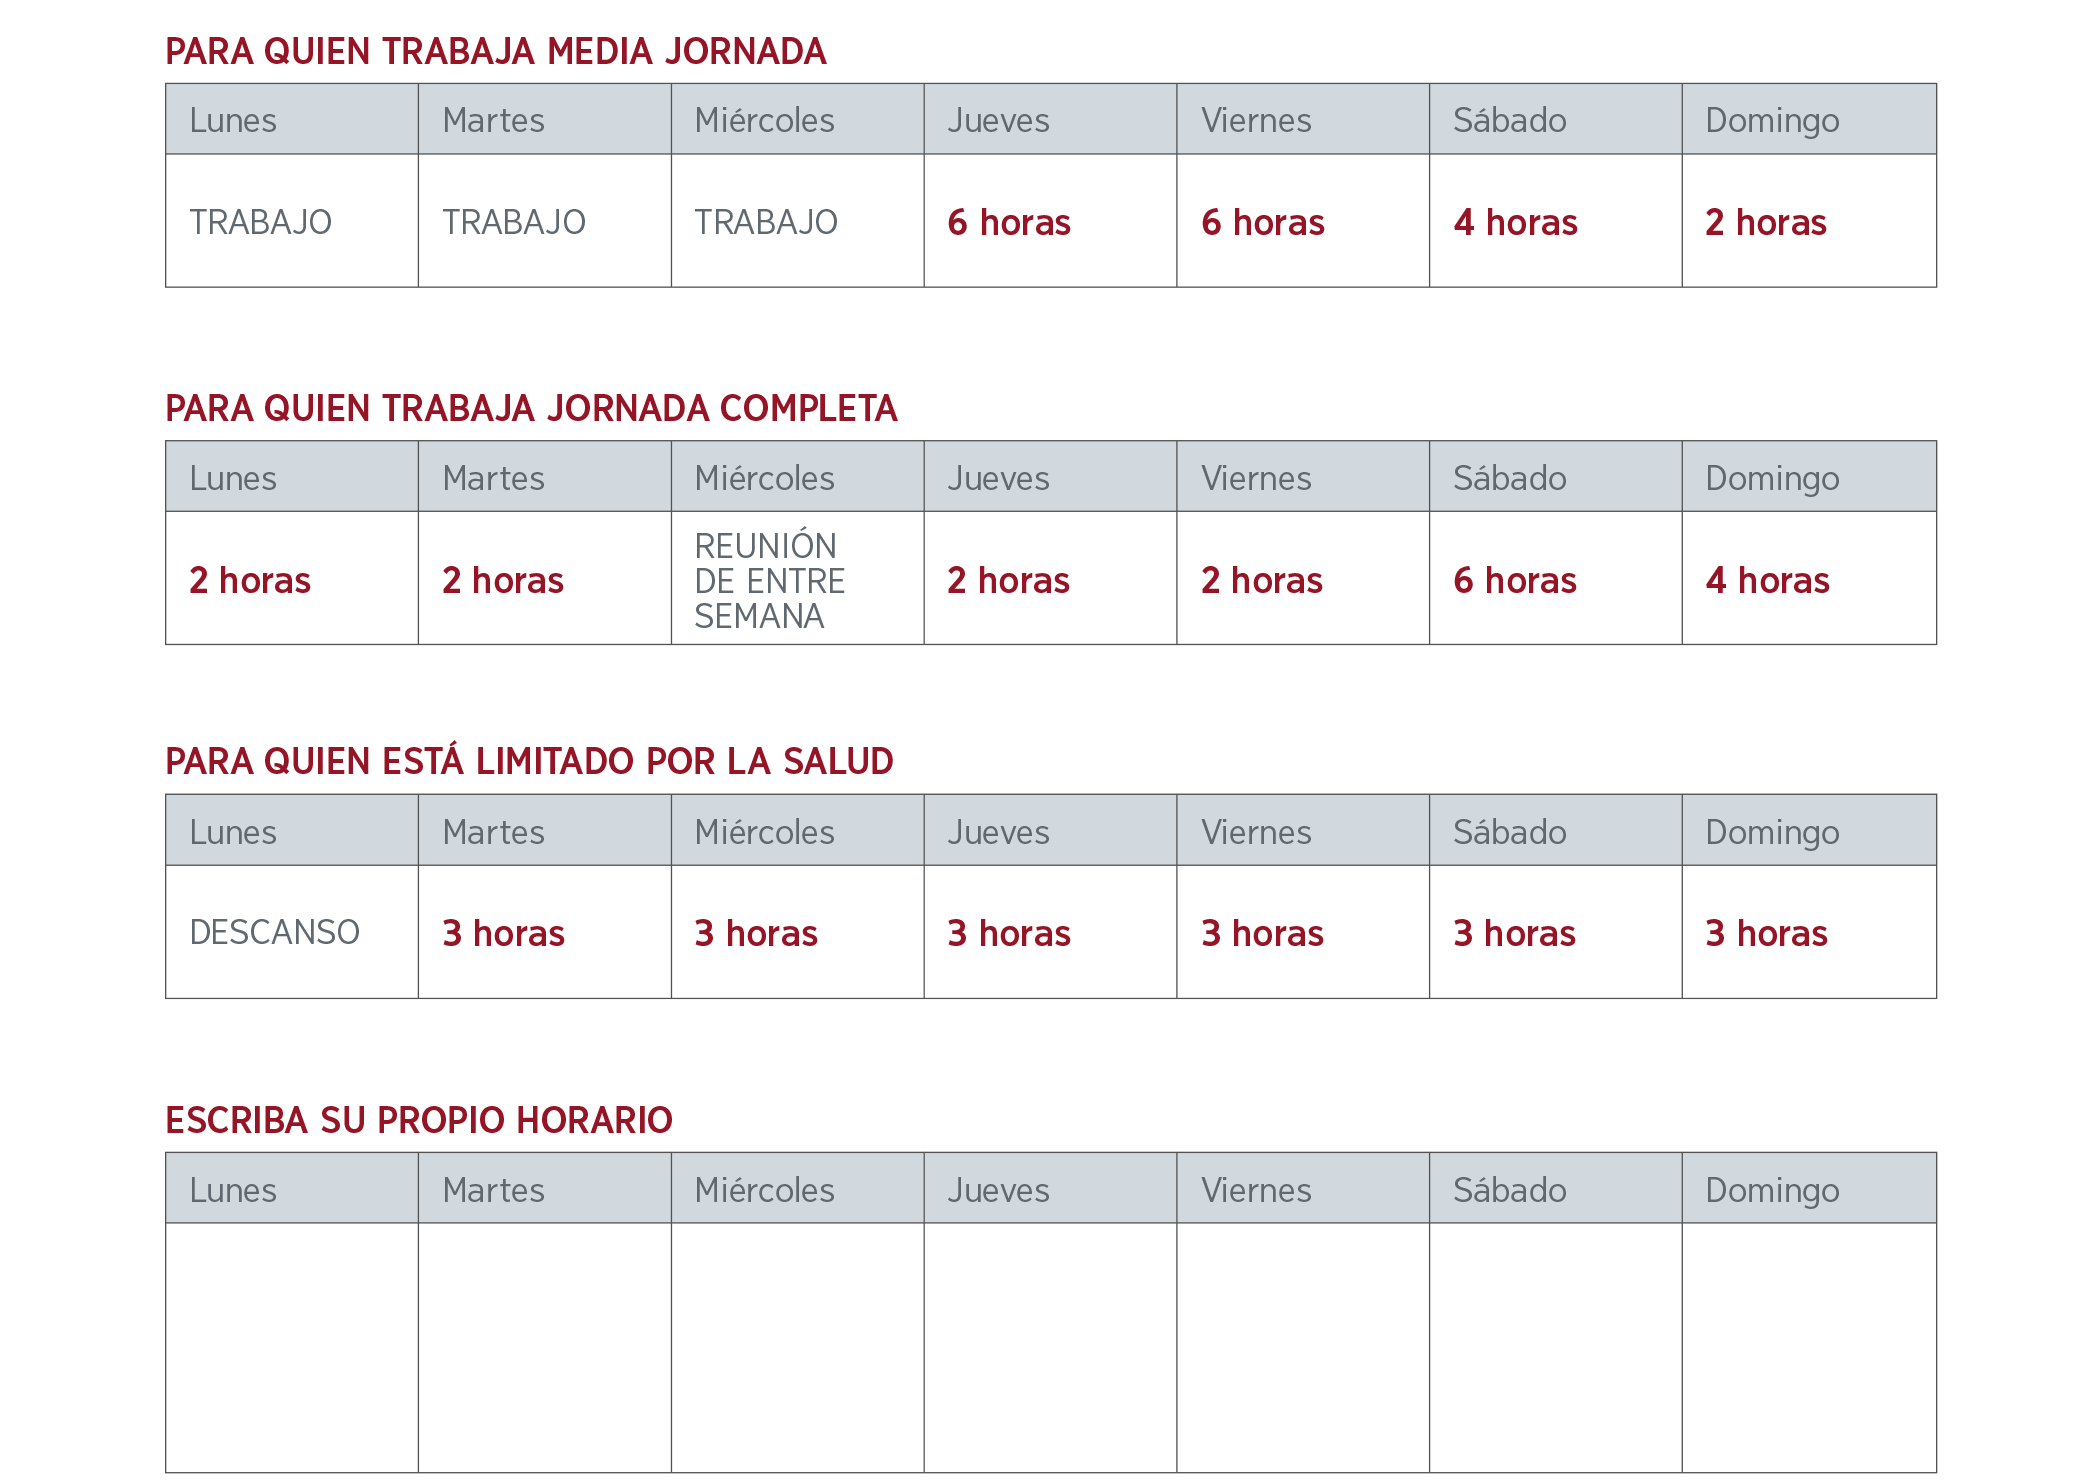 PARA QUIEN TRABAJA MEDIA JORNADA
Lunes Martes Miércoles Jueves Viernes Sábado Domingo
TRABAJO TRABAJO TRABAJO 6 horas 6 horas 4 horas 2 horas
PARA QUIEN TRABAJA JORNADA COMPLETA
Lunes Martes Miércoles Jueves Viernes Sábado Domingo
2 horas 2 horas REUNIÓN
DE ENTRE
SEMANA 2 horas 2 horas 6 horas 4 horas
PARA QUIEN ESTÁ LIMITADO POR LA SALUD
Lunes Martes Miércoles Jueves Viernes Sábado Domingo
DESCANSO 3 horas 3 horas 3 horas 3 horas 3 horas 3 horas
ESCRIBA SU PROPIO HORARIO
Lunes Martes Miércoles Jueves Viernes Sábado Domingo